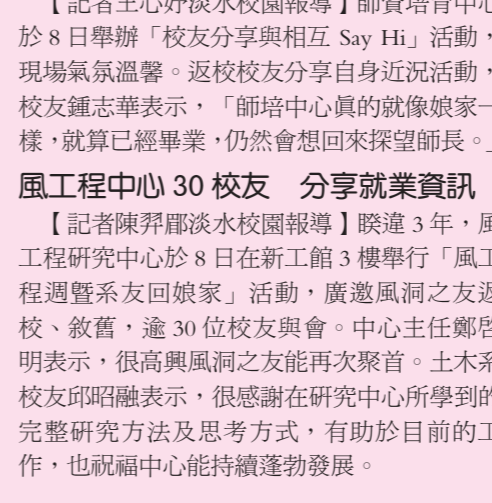 【記者王心妤淡水校園報導】師資培育中心
於 8 日舉辦「校友分享與相互 Say Hi」活動，
現場氣氛溫馨。返校校友分享自身近況活動，
校友鍾志華表示，「師培中心真的就像娘家一
樣，就算已經畢業，仍然會想回來探望師長。」
風工程中心 30 校友　分享就業資訊
【記者陳羿郿淡水校園報導】睽違 3 年，風
工程研究中心於 8 日在新工館 3 樓舉行「風工
程週暨系友回娘家」活動，廣邀風洞之友返
校、敘舊，逾 30 位校友與會。中心主任鄭啓
明表示，很高興風洞之友能再次聚首。土木系
校友邱昭融表示，很感謝在研究中心所學到的
完整研究方法及思考方式，有助於目前的工
作，也祝福中心能持續蓬勃發展。